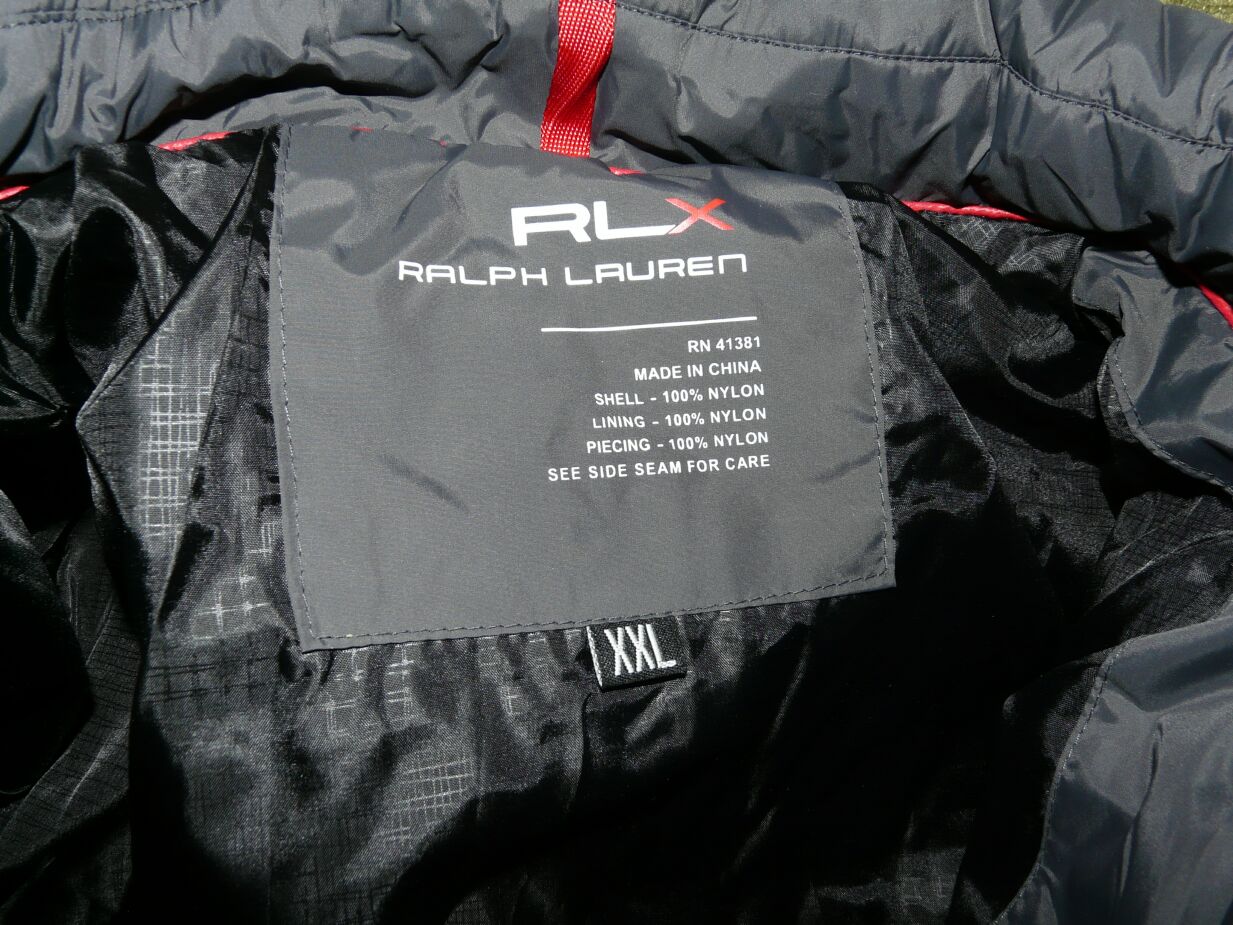 RLX
RALPH LAUREN
RN 41381
MADE IN CHINA
SHELL - 100% NYLON
LINING - 100% NYLON
PIECING - 100% NYLON
SEE SIDE SEAM FOR CARE
XXL